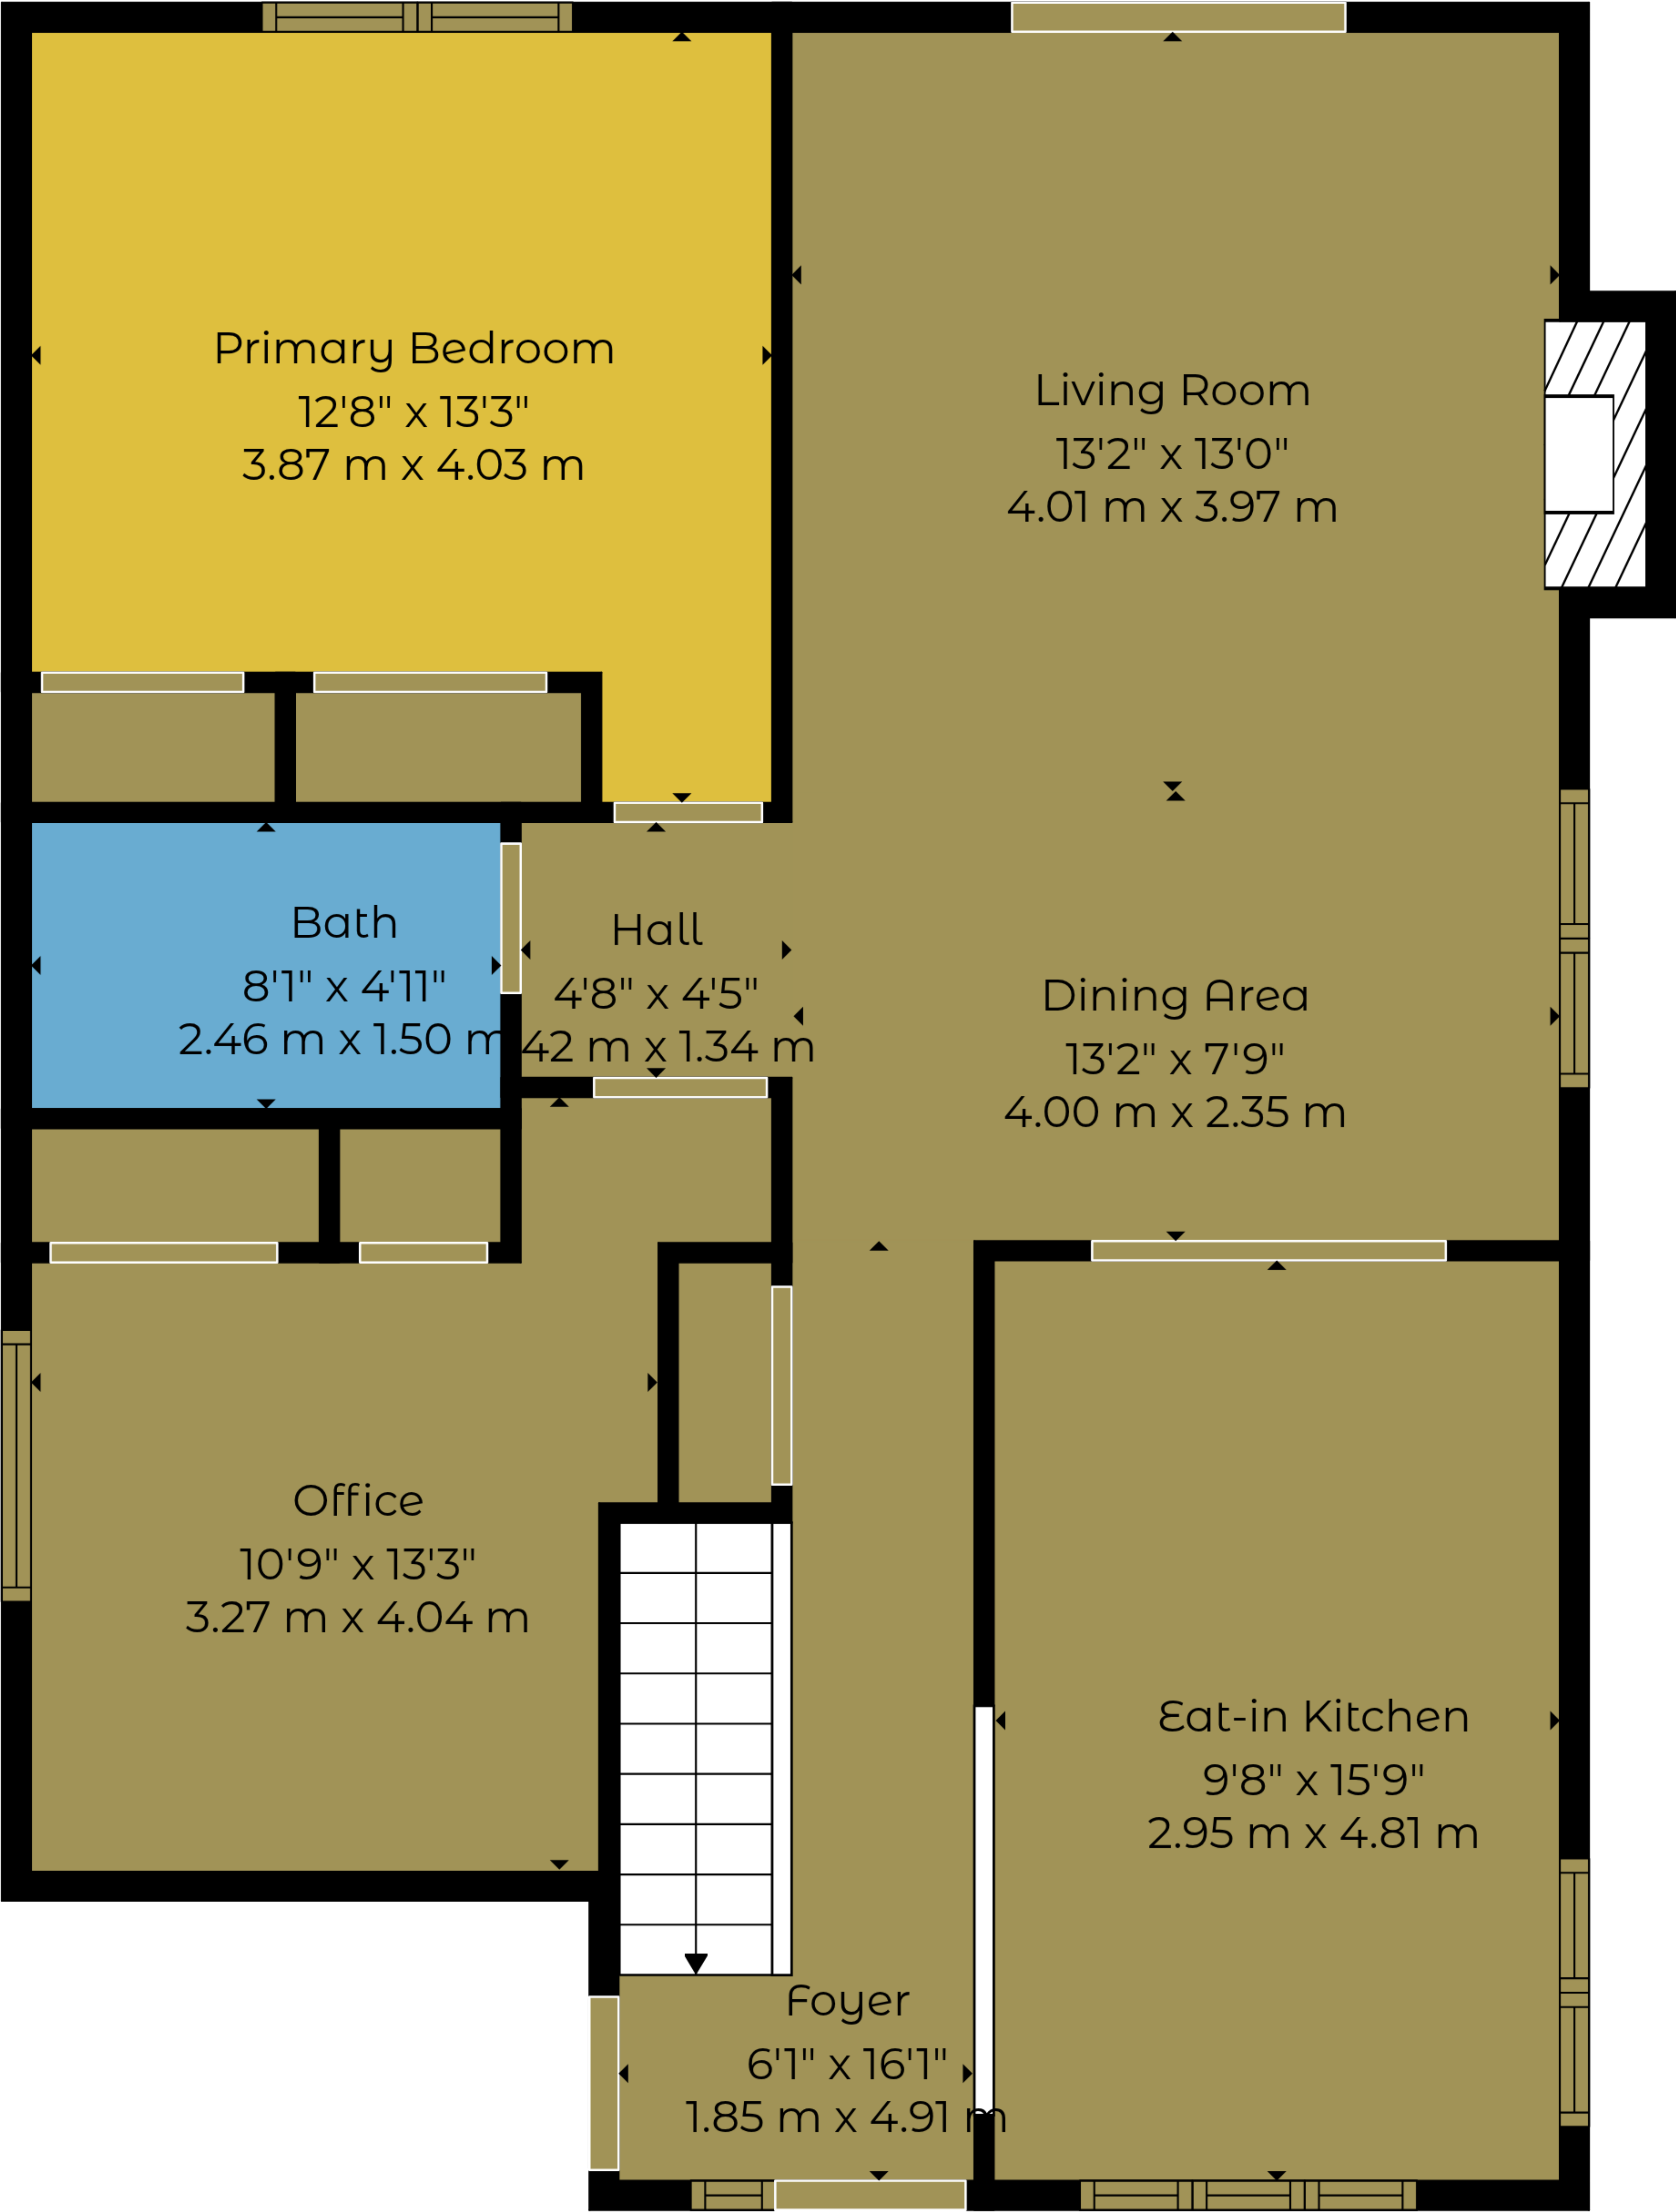 Primary Bedroom
12'8" x 13'3"
3.87 m x 4.03 m
Living Room
13'2" x 13'0"
4.01 m x 3.97 m
Bath
8'1" x 4'11"
2.46 m x 1.50 m
Hall
4'8" x 4'5"
42 m x 1.34 m
Dining Area
13'2" x 7'9"
4.00 m x 2.35 m
Office
10'9" x 13'3"
3.27 m x 4.04 m
Eat-in Kitchen
9'8" x 15'9"
2.95 m x 4.81 m
Foyer
6'1" x 16'1"
1.85 m x 4.91 m